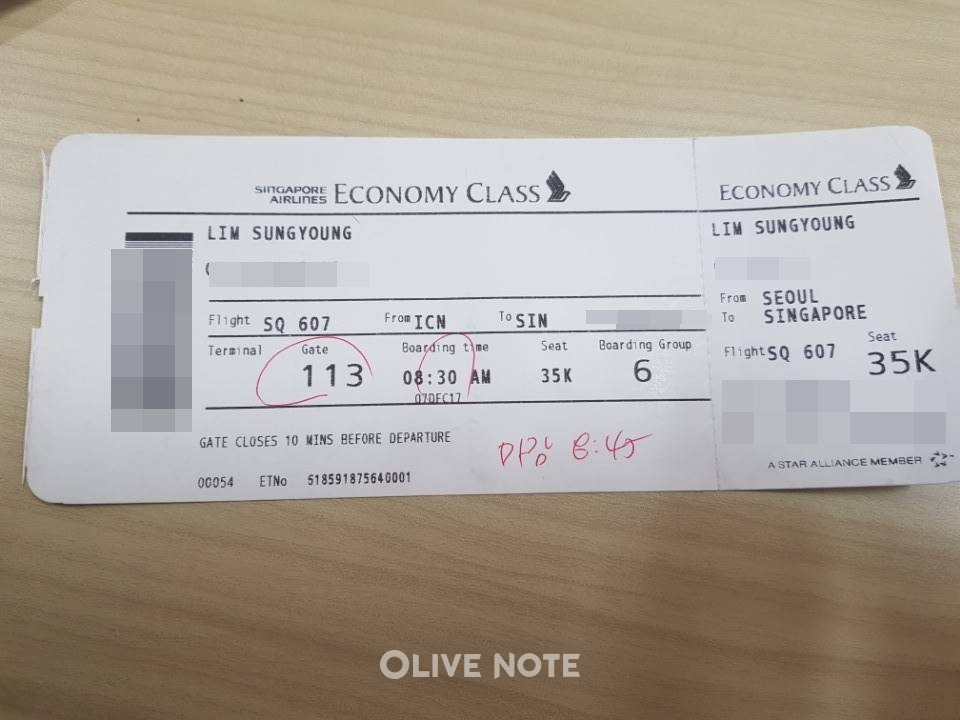 SINGAPORE AIRLINES ECONOMY CLASS
LIM SUNGYOUNG
Flight SQ 607 From ICN To SIN
Terminal Gate Boarding time Seat Boarding Group
113 08:30 AM 35K 6
07DEC17
GATE CLOSES 10 MINS BEFORE DEPARTURE
8:45
00054 ETNo 518591875640001
ECONOMY CLASS
LIM SUNGYOUNG
From SEOUL
To SINGAPORE
Flight SQ 607
Seat
35K
A STAR ALLIANCE MEMBER
OLIVE NOTE